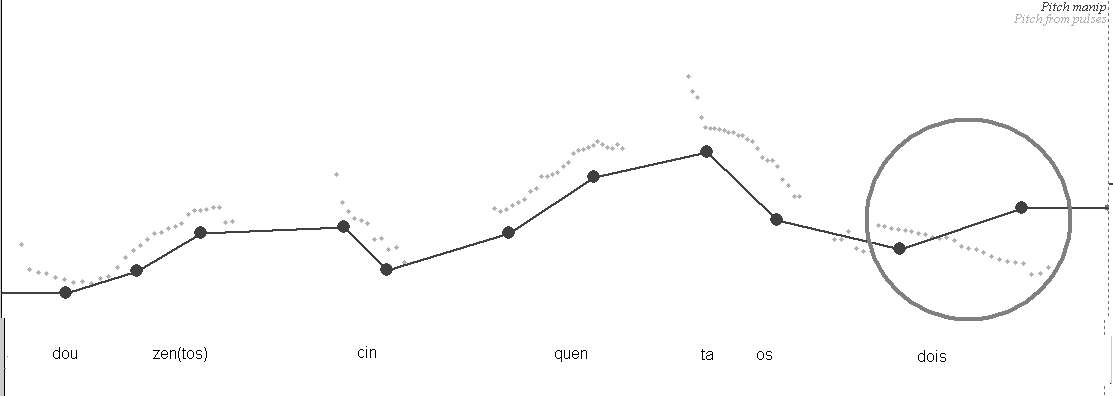 Pitch manip
Pitch from pulses
dou zen(tos) cin quen ta os dois